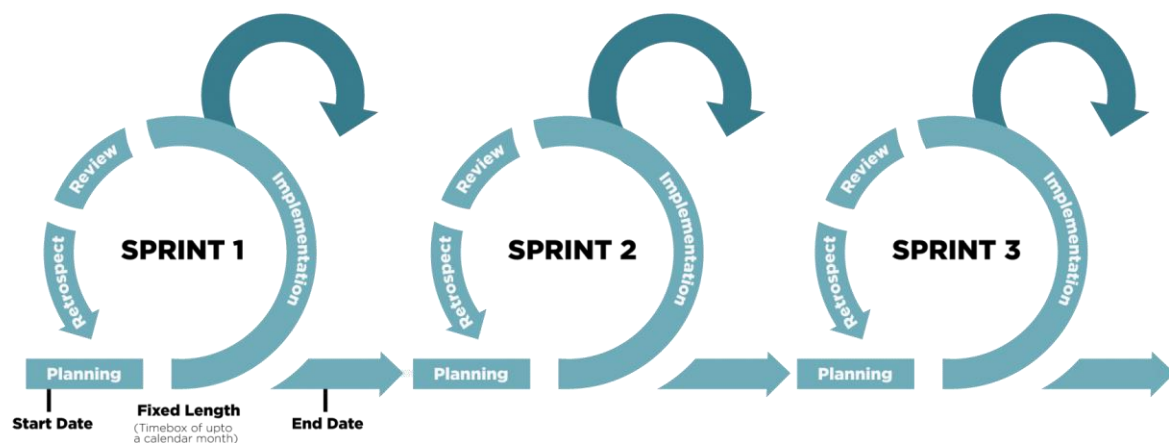 Review
Implementation
Retrospect
SPRINT 1
Planning
Start Date
Fixed Length
(Timebox of upto
a calendar month)
End Date
Review
Implementation
Retrospect
SPRINT 2
Planning
Review
Implementation
Retrospect
SPRINT 3
Planning